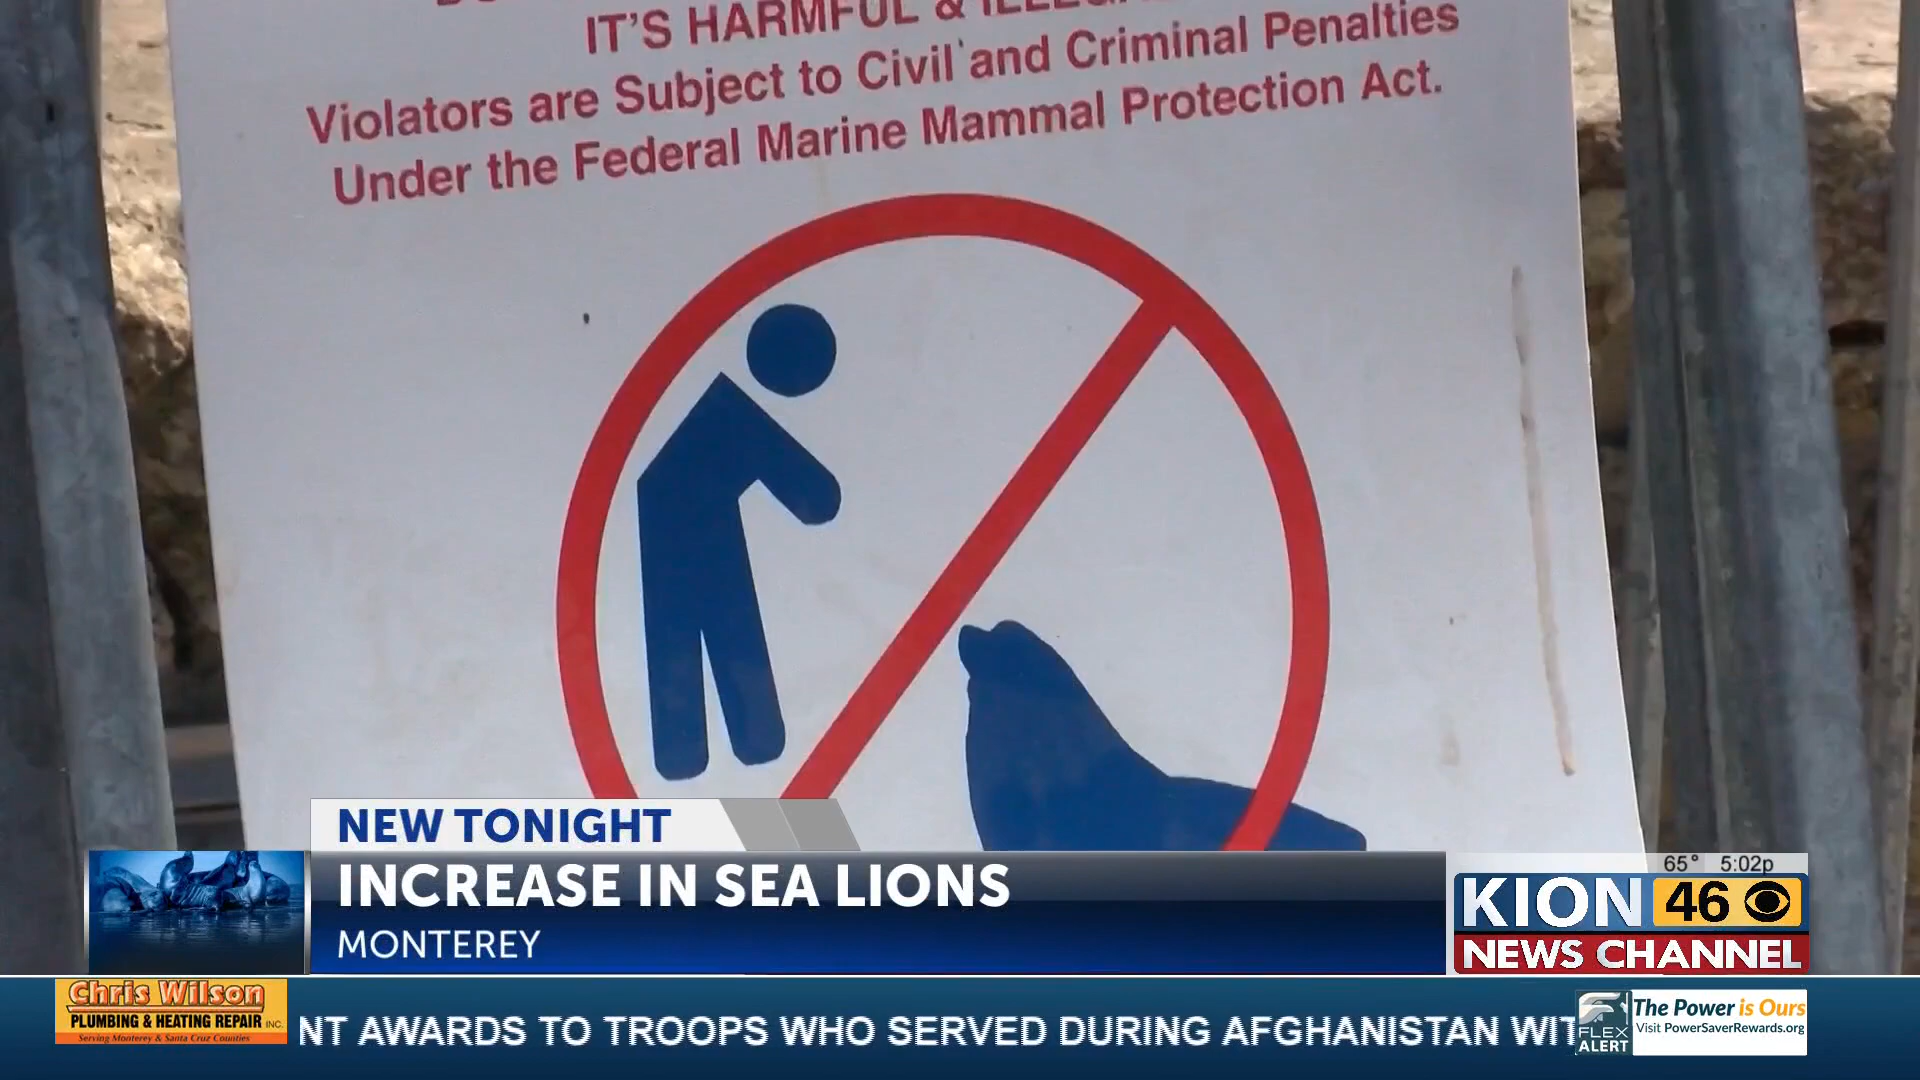 IT'S HARMFUL &
Violators are Subject to Civil and Criminal Penalties
Under the Federal Marine Mammal Protection Act.
NEW TONIGHT
INCREASE IN SEA LIONS
MONTEREY
65° 5:02p
KION 46
NEWS CHANNEL
Chris Wilson
PLUMBING & HEATING REPAIR INC.
Serving Monterey & Santa Cruz Counties
NT AWARDS TO TROOPS WHO SERVED DURING AFGHANISTAN WIT
FLEX
ALERT
The Power is Ours
Visit PowerSaverRewards.org